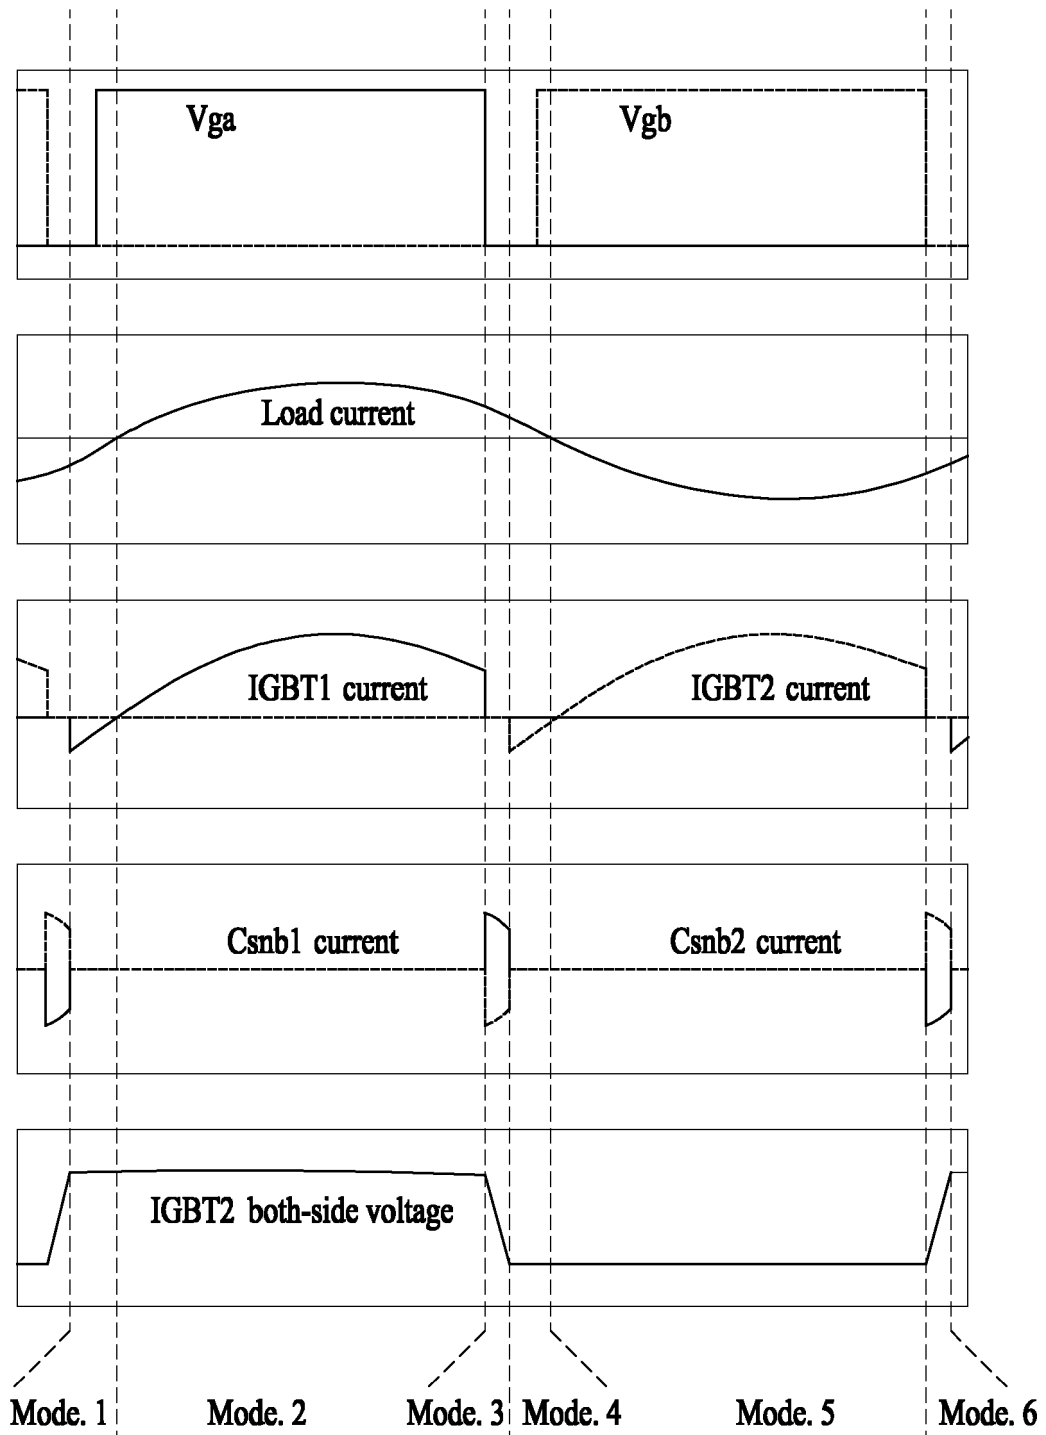 Vga Vgb
Load current
IGBT1 current IGBT2 current
Csnb1 current Csnb2 current
IGBT2 both-side voltage
Mode. 1 Mode. 2 Mode. 3 Mode. 4 Mode. 5 Mode. 6